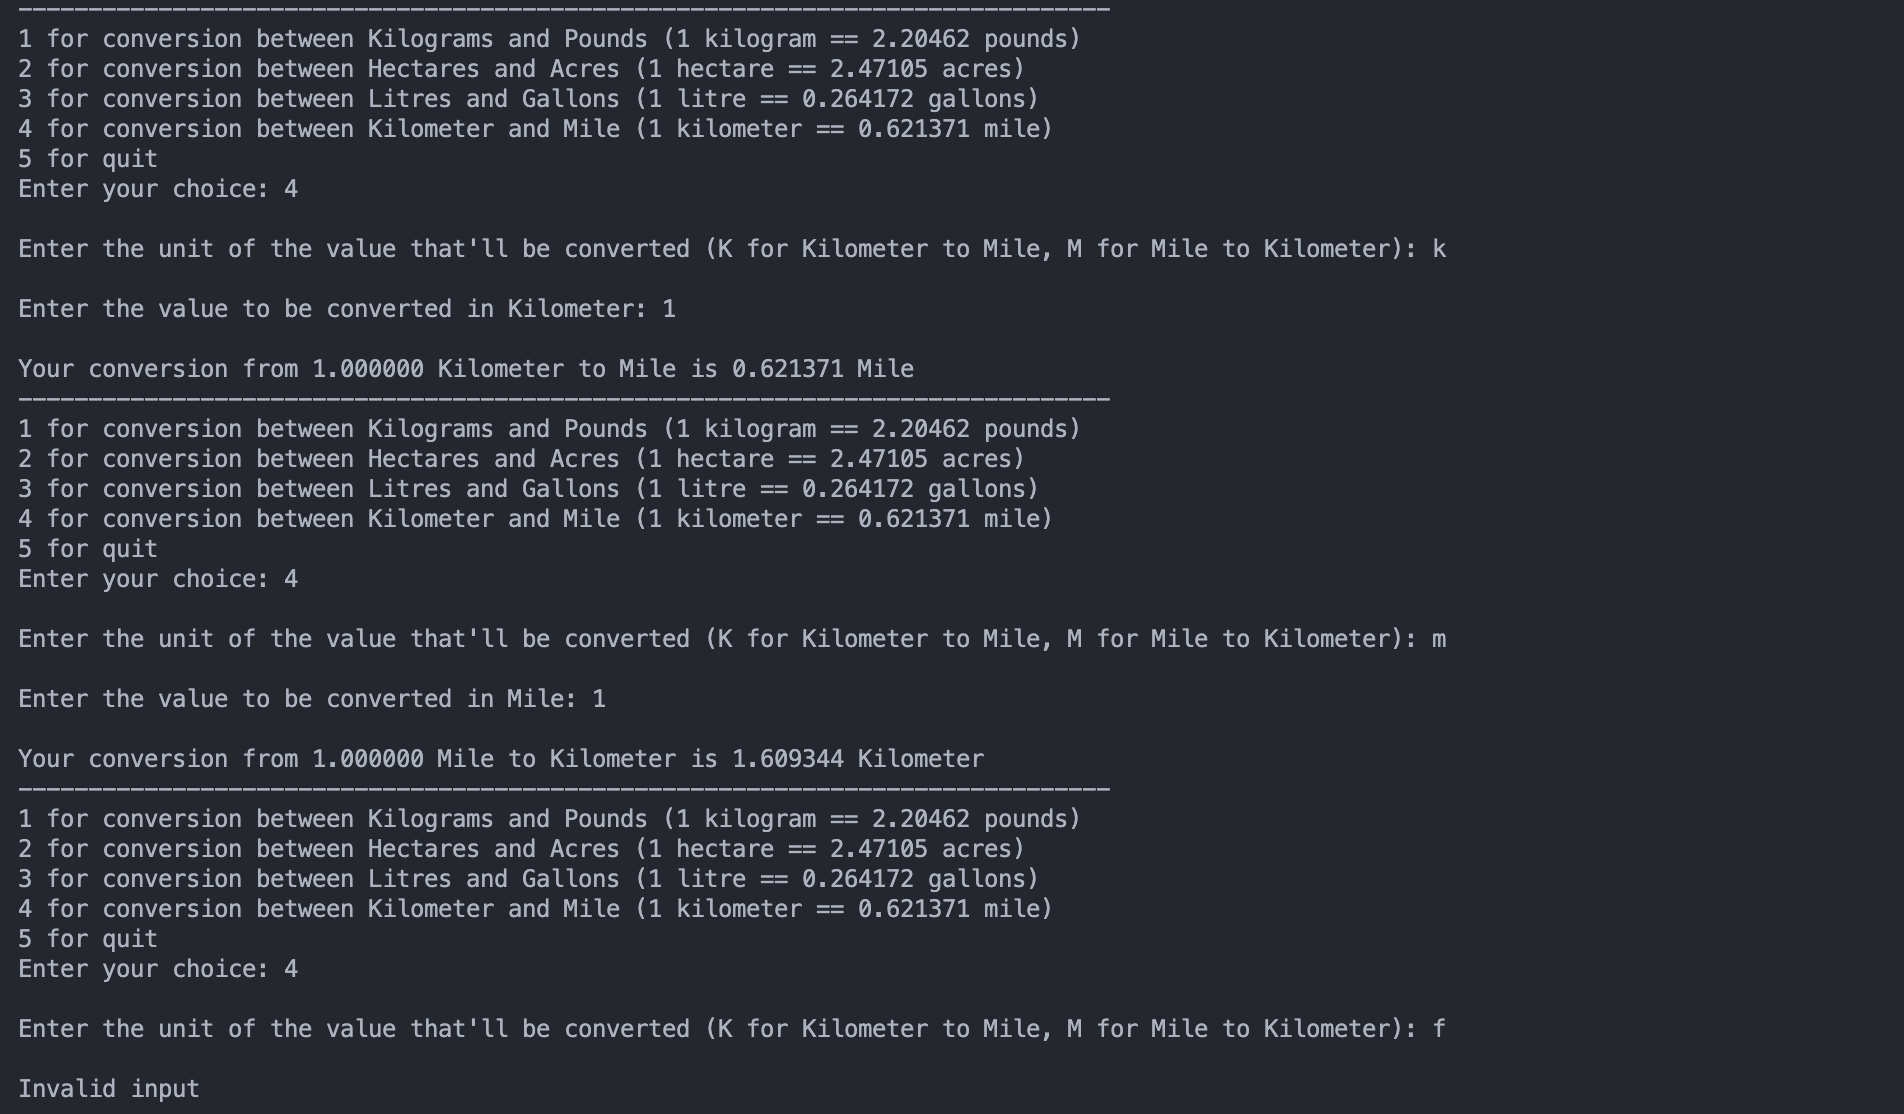 ------------------------------------------------------------------------------
1 for conversion between Kilograms and Pounds (1 kilogram == 2.20462 pounds)
2 for conversion between Hectares and Acres (1 hectare == 2.47105 acres)
3 for conversion between Litres and Gallons (1 litre == 0.264172 gallons)
4 for conversion between Kilometer and Mile (1 kilometer == 0.621371 mile)
5 for quit
Enter your choice: 4
Enter the unit of the value that'll be converted (K for Kilometer to Mile, M for Mile to Kilometer): k
Enter the value to be converted in Kilometer: 1
Your conversion from 1.000000 Kilometer to Mile is 0.621371 Mile
------------------------------------------------------------------------------
1 for conversion between Kilograms and Pounds (1 kilogram == 2.20462 pounds)
2 for conversion between Hectares and Acres (1 hectare == 2.47105 acres)
3 for conversion between Litres and Gallons (1 litre == 0.264172 gallons)
4 for conversion between Kilometer and Mile (1 kilometer == 0.621371 mile)
5 for quit
Enter your choice: 4
Enter the unit of the value that'll be converted (K for Kilometer to Mile, M for Mile to Kilometer): m
Enter the value to be converted in Mile: 1
Your conversion from 1.000000 Mile to Kilometer is 1.609344 Kilometer
------------------------------------------------------------------------------
1 for conversion between Kilograms and Pounds (1 kilogram == 2.20462 pounds)
2 for conversion between Hectares and Acres (1 hectare == 2.47105 acres)
3 for conversion between Litres and Gallons (1 litre == 0.264172 gallons)
4 for conversion between Kilometer and Mile (1 kilometer == 0.621371 mile)
5 for quit
Enter your choice: 4
Enter the unit of the value that'll be converted (K for Kilometer to Mile, M for Mile to Kilometer): f
Invalid input